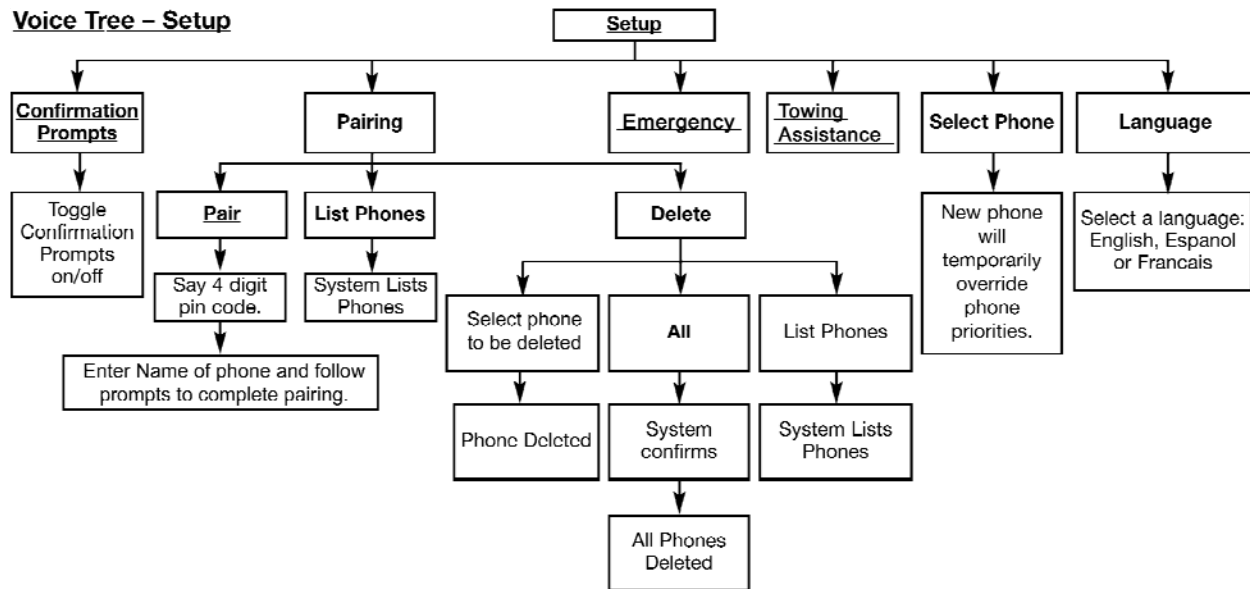 Voice Tree – Setup
Setup
Confirmation
Prompts
Pairing
Emergency
Towing
Assistance
Select Phone
Language
Toggle
Confirmation
Prompts
on/off
Pair
List Phones
Delete
New phone
will
temporarily
override
phone
priorities.
Select a language:
English, Espanol
or Francais
Say 4 digit
pin code.
System Lists
Phones
Select phone
to be deleted
All
List Phones
Enter Name of phone and follow
prompts to complete pairing.
Phone Deleted
System
confirms
System Lists
Phones
All Phones
Deleted